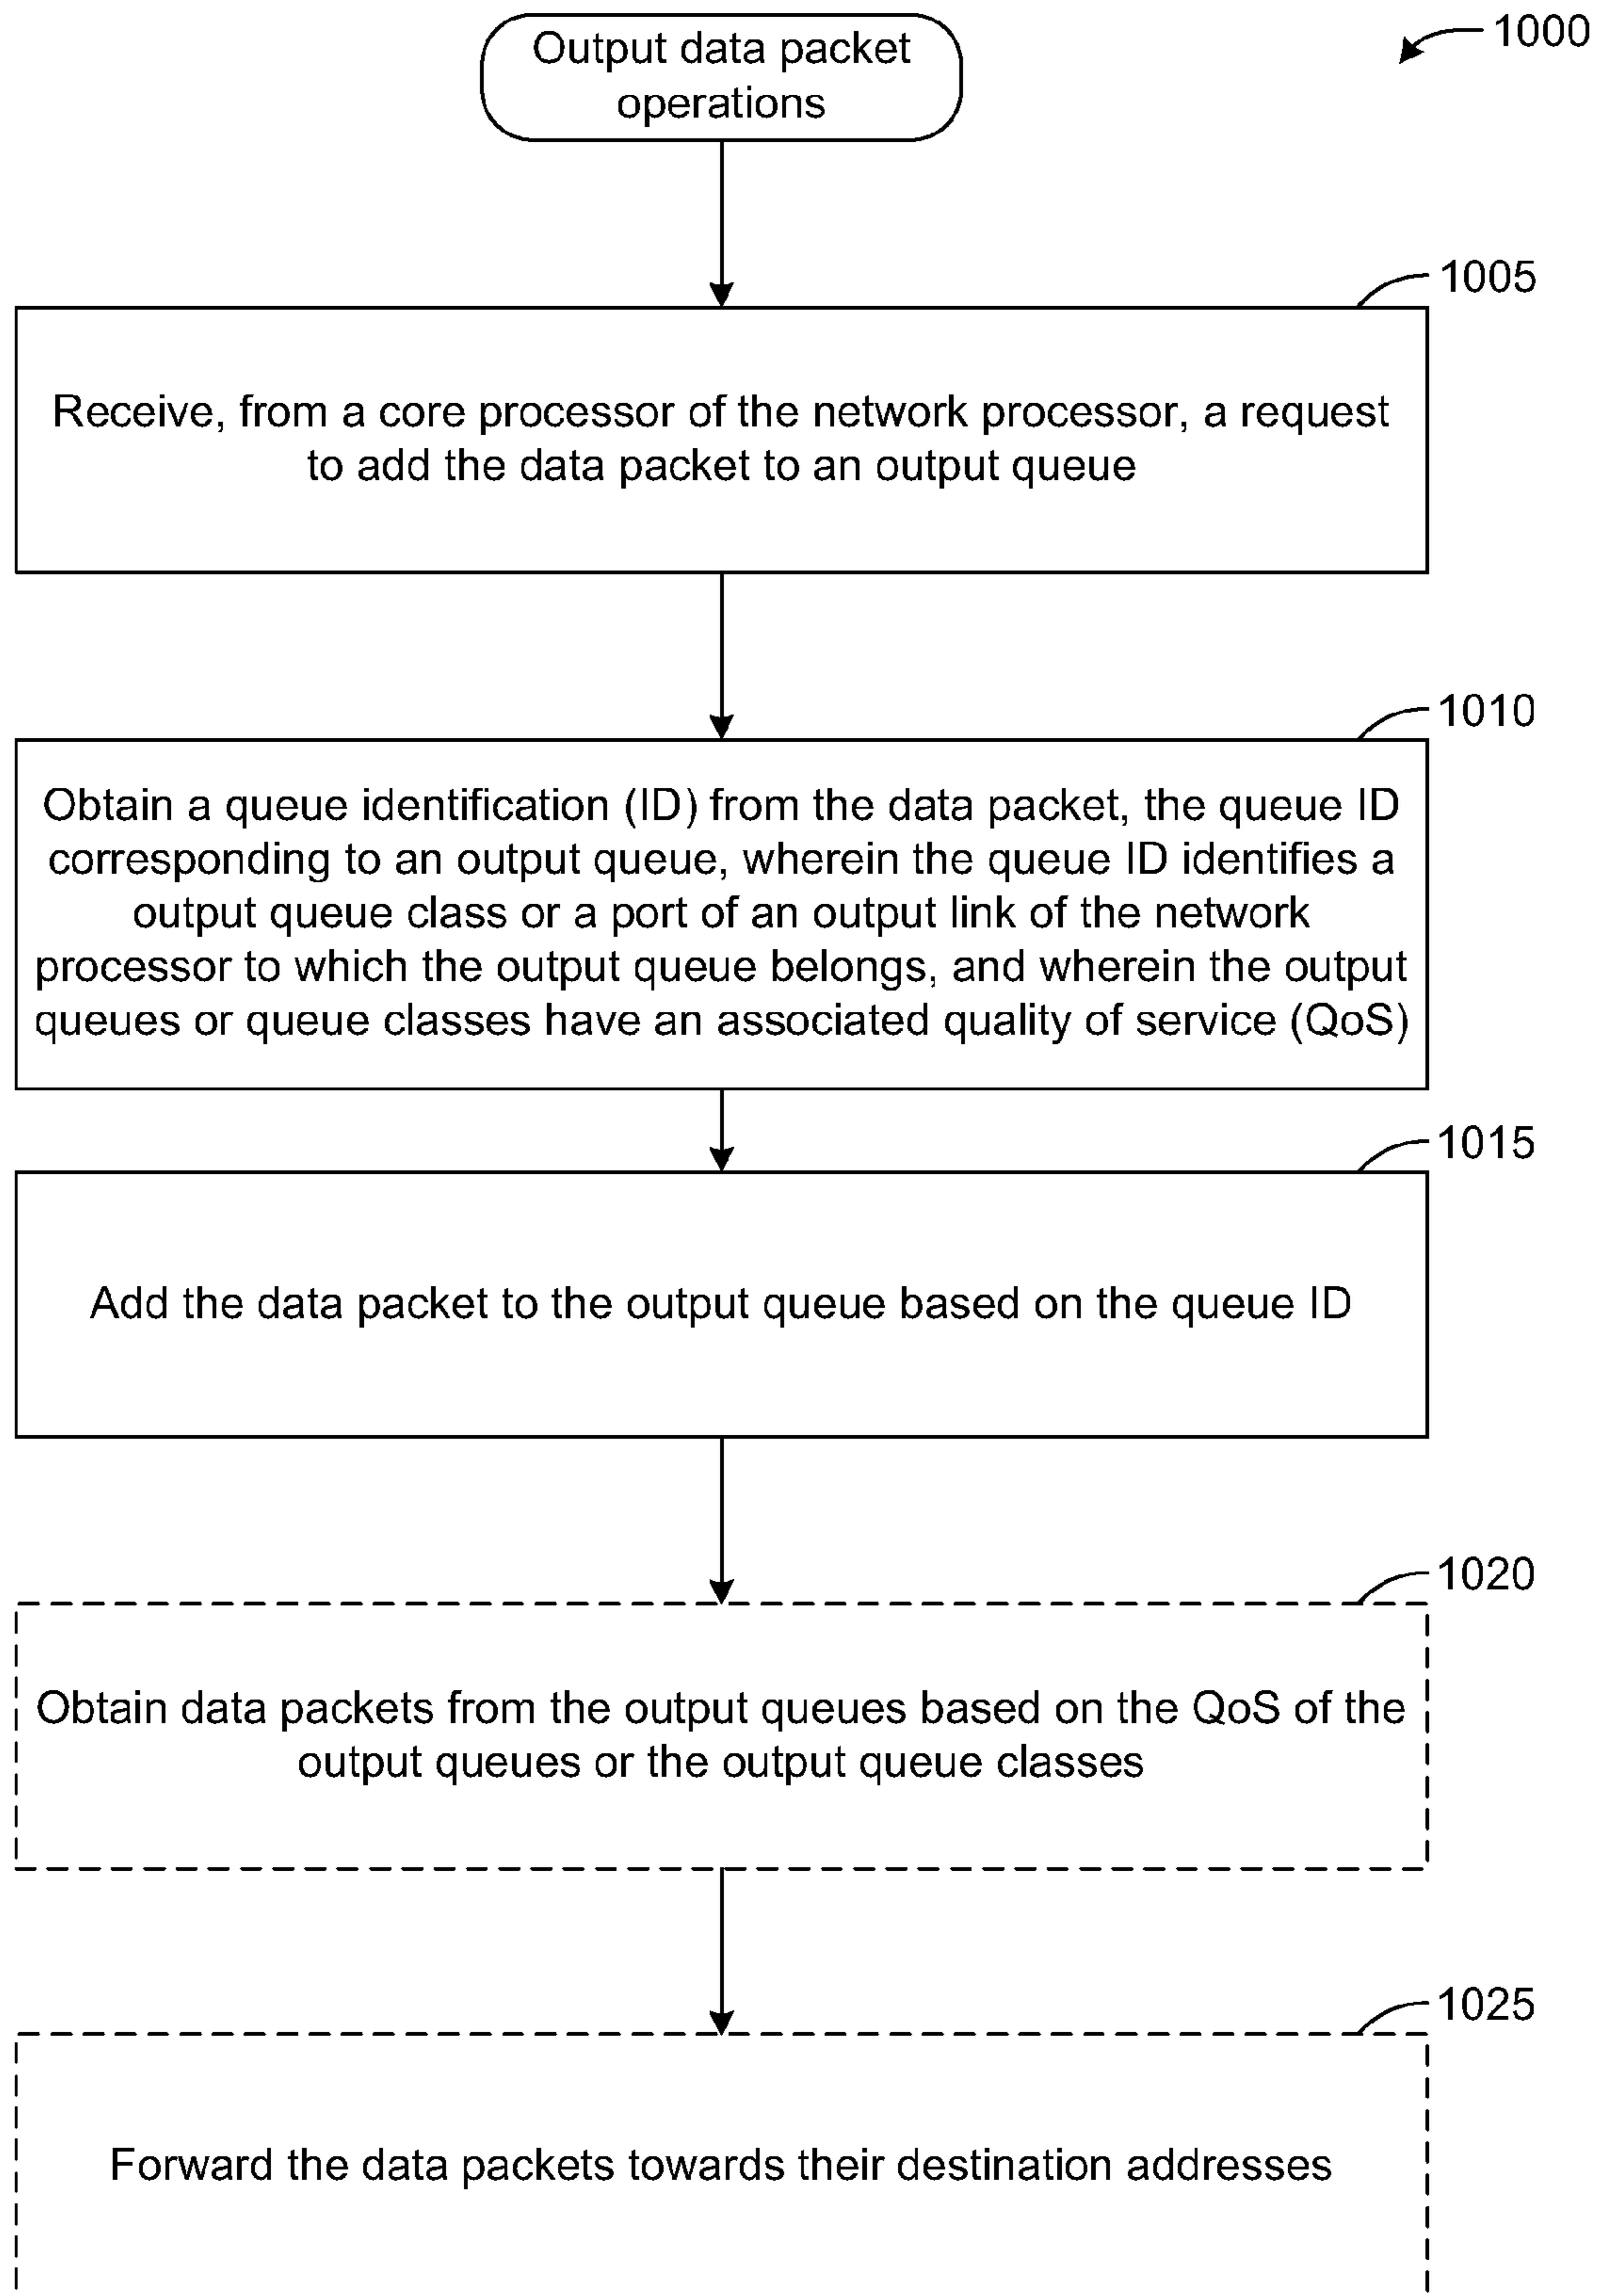 Output data packet
operations
1000
1005
Receive, from a core processor of the network processor, a request
to add the data packet to an output queue
1010
Obtain a queue identification (ID) from the data packet, the queue ID
corresponding to an output queue, wherein the queue ID identifies a
output queue class or a port of an output link of the network
processor to which the output queue belongs, and wherein the output
queues or queue classes have an associated quality of service (QoS)
1015
Add the data packet to the output queue based on the queue ID
1020
Obtain data packets from the output queues based on the QoS of the
output queues or the output queue classes
1025
Forward the data packets towards their destination addresses